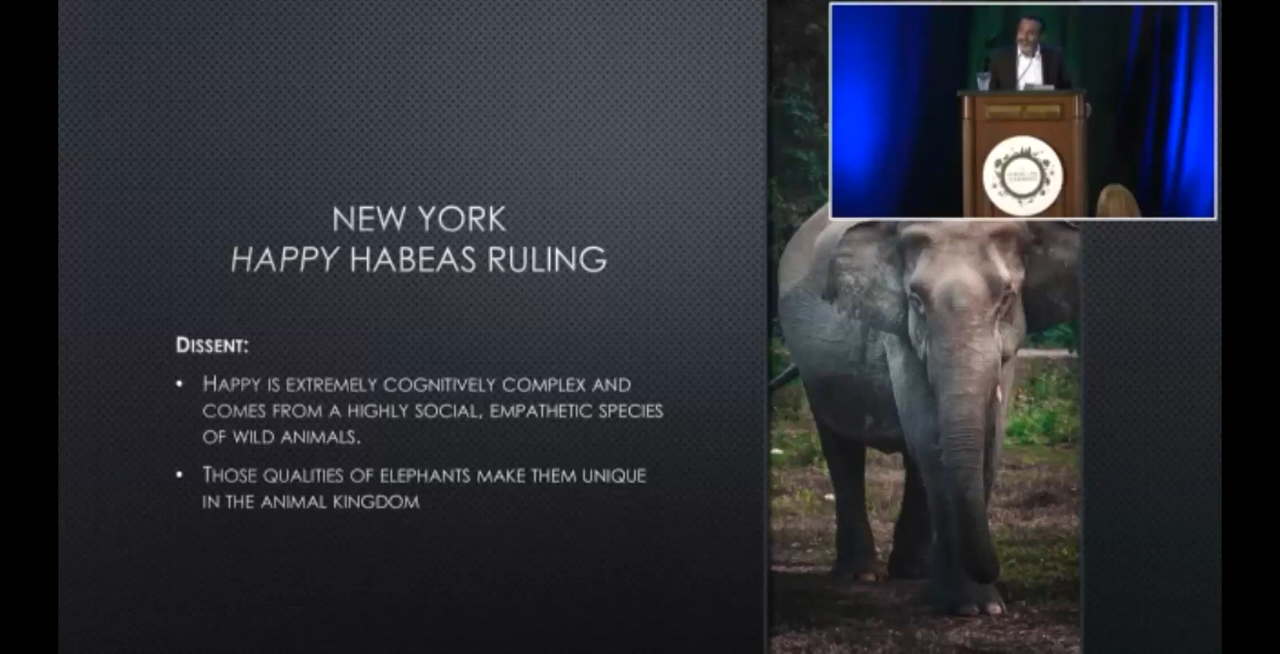 NEW YORK
HAPPY HABEAS RULING
DISSENT:
• HAPPY IS EXTREMELY COGNITIVELY COMPLEX AND
COMES FROM A HIGHLY SOCIAL, EMPATHETIC SPECIES
OF WILD ANIMALS.
• THOSE QUALITIES OF ELEPHANTS MAKE THEM UNIQUE
IN THE ANIMAL KINGDOM